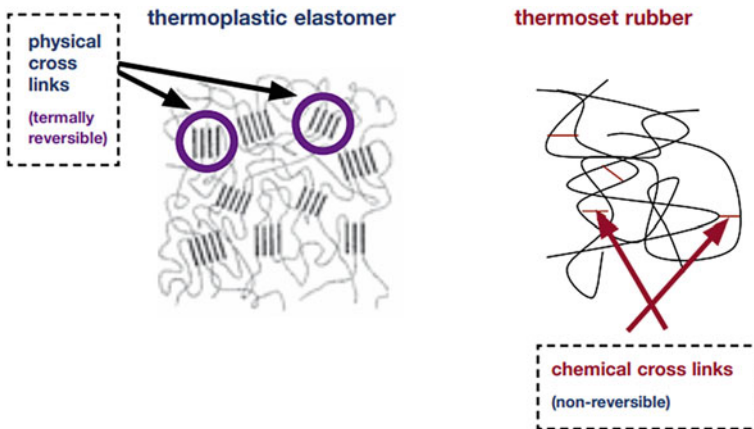 thermoplastic elastomer
thermoset rubber
physical
cross
links
(termally
reversible)
chemical cross links
(non-reversible)